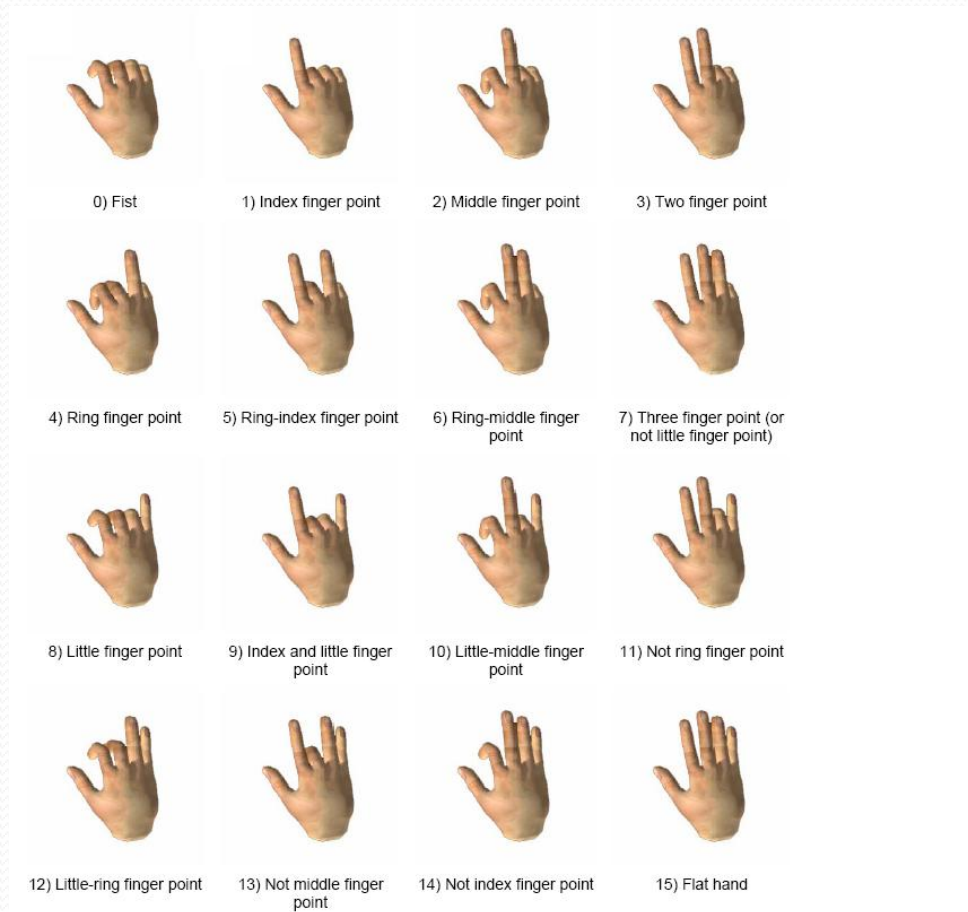 0) Fist
1) Index finger point
2) Middle finger point
3) Two finger point
4) Ring finger point
5) Ring-index finger point
6) Ring-middle finger
point
7) Three finger point (or
not little finger point)
8) Little finger point
9) Index and little finger
point
10) Little-middle finger
point
11) Not ring finger point
12) Little-ring finger point
13) Not middle finger
point
14) Not index finger point
15) Flat hand